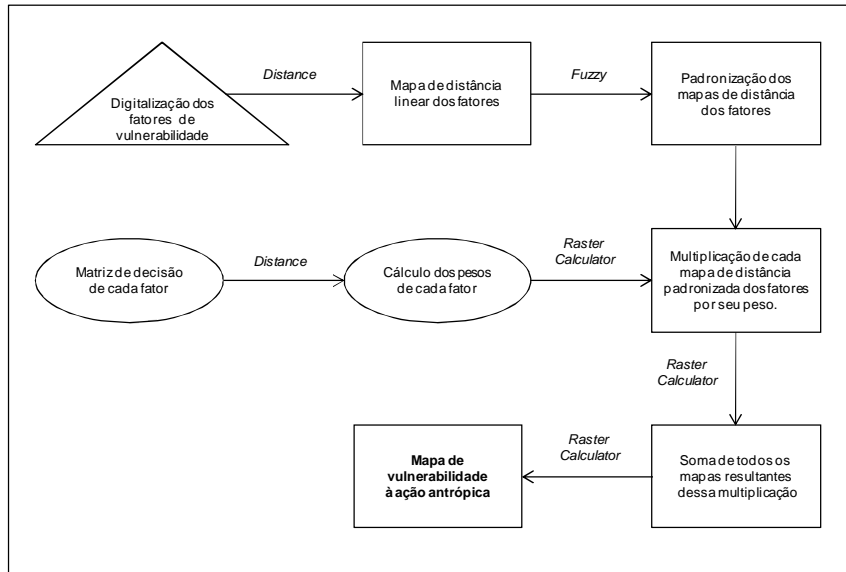 Digitalização dos
fatores de
vulnerabilidade
Distance
Mapa de distância
linear dos fatores
Fuzzy
Padronização dos
mapas de distância
dos fatores
Matriz de decisão
de cada fator
Distance
Cálculo dos pesos
de cada fator
Raster
Calculator
Multiplicação de cada
mapa de distância
padronizada dos fatores
por seu peso.
Raster
Calculator
Mapa de
vulnerabilidade
à ação antrópica
Raster
Calculator
Soma de todos os
mapas resultantes
dessa multiplicação